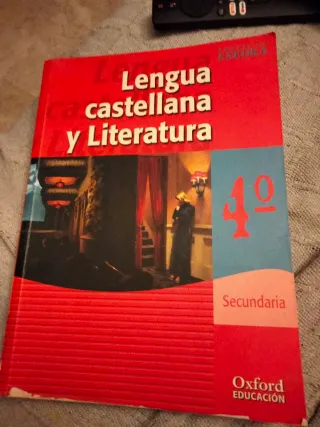 Lengua
castellana
y Literatura
4º
Secundaria
Oxford
EDUCACIÓN